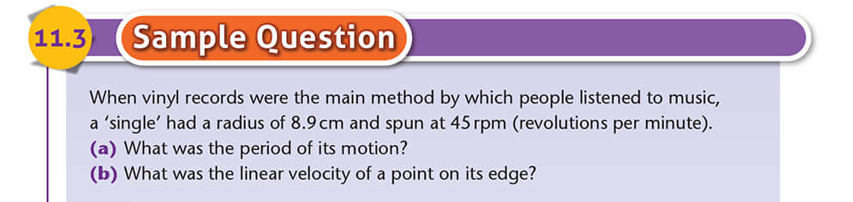 11.3 Sample Question
When vinyl records were the main method by which people listened to music,
a ‘single’ had a radius of 8.9 cm and spun at 45 rpm (revolutions per minute).
(a) What was the period of its motion?
(b) What was the linear velocity of a point on its edge?